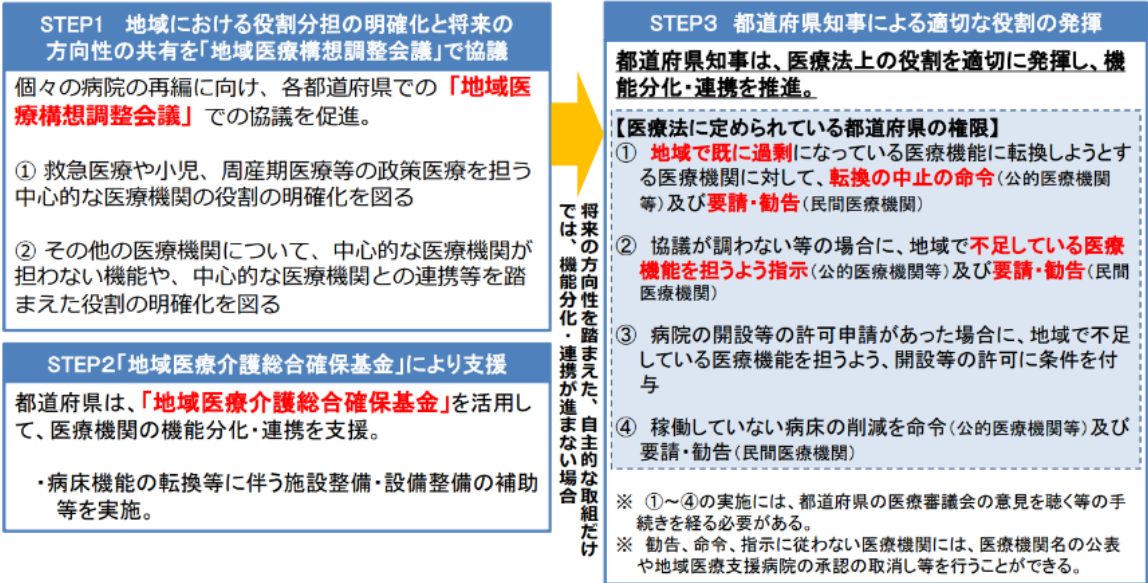 STEP1 地域における役割分担の明確化と将来の
方向性の共有を「地域医療構想調整会議」で協議
個々の病院の再編に向け、各都道府県での「地域医
療構想調整会議」での協議を促進。
① 救急医療や小児、周産期医療等の政策医療を担う
中心的な医療機関の役割の明確化を図る
② その他の医療機関について、中心的な医療機関が
担わない機能や、中心的な医療機関との連携等を踏
まえた役割の明確化を図る
STEP2「地域医療介護総合確保基金」により支援
都道府県は、「地域医療介護総合確保基金」を活用し
て、医療機関の機能分化・連携を支援。
・病床機能の転換等に伴う施設整備・設備整備の補助
等を実施。
将来の方向性を踏まえた、自主的な取組だけ
では、機能分化・連携が進まない場合
STEP3 都道府県知事による適切な役割の発揮
都道府県知事は、医療法上の役割を適切に発揮し、機
能分化・連携を推進。
【医療法に定められている都道府県の権限】
① 地域で既に過剰になっている医療機能に転換しようとす
る医療機関に対して、転換の中止の命令(公的医療機関
等)及び要請・勧告(民間医療機関)
② 協議が調わない等の場合に、地域で不足している医療
機能を担うよう指示(公的医療機関等)及び要請・勧告(民間
医療機関)
③ 病院の開設等の許可申請があった場合に、地域で不足
している医療機能を担うよう、開設等の許可に条件を付
与
④ 稼働していない病床の削減を命令(公的医療機関等)及び
要請・勧告(民間医療機関)
※ ①~④の実施には、都道府県の医療審議会の意見を聴く等の手
続きを経る必要がある。
※ 勧告、命令、指示に従わない医療機関には、医療機関名の公表
や地域医療支援病院の承認の取消し等を行うことができる。